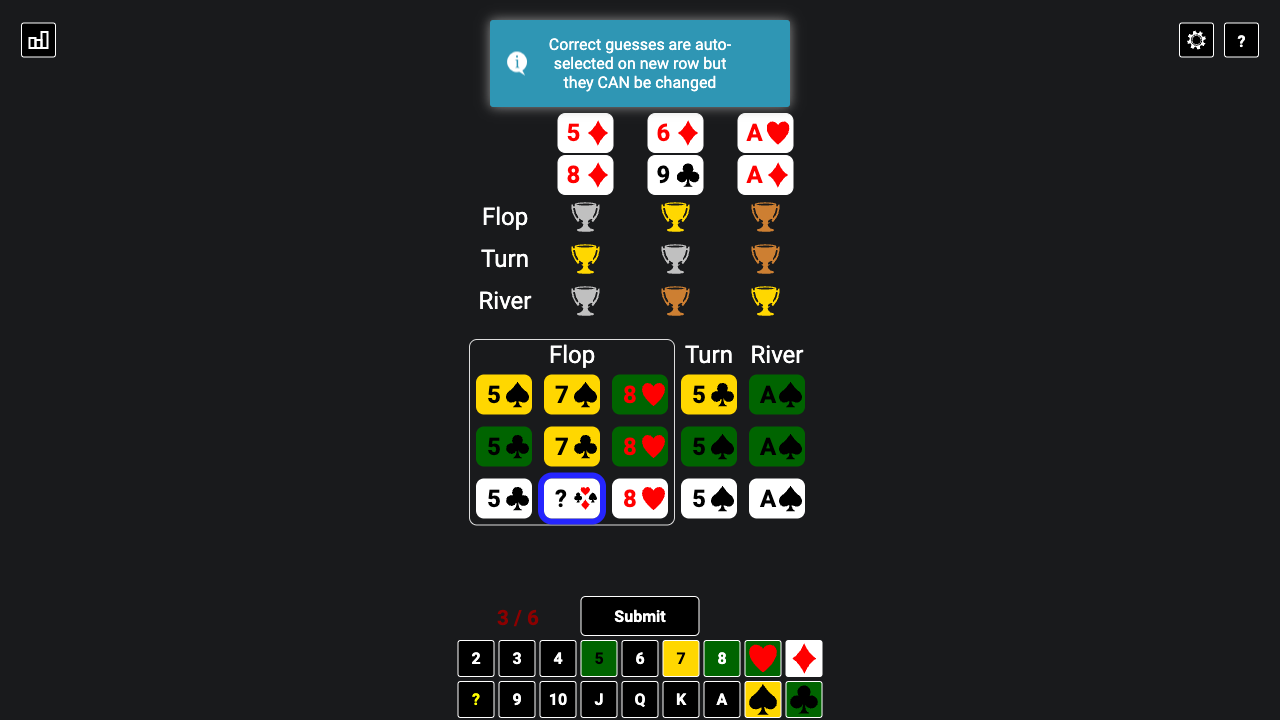 Correct guesses are auto-
selected on new row but
they CAN be changed
?
5 6 A
8 9 A
Flop
Turn
River
Flop Turn River
5 7 8 5 A
5 7 8 5 A
5 ? 8 5 A
3 / 6 Submit
2 3 4 5 6 7 8
? 9 10 J Q K A